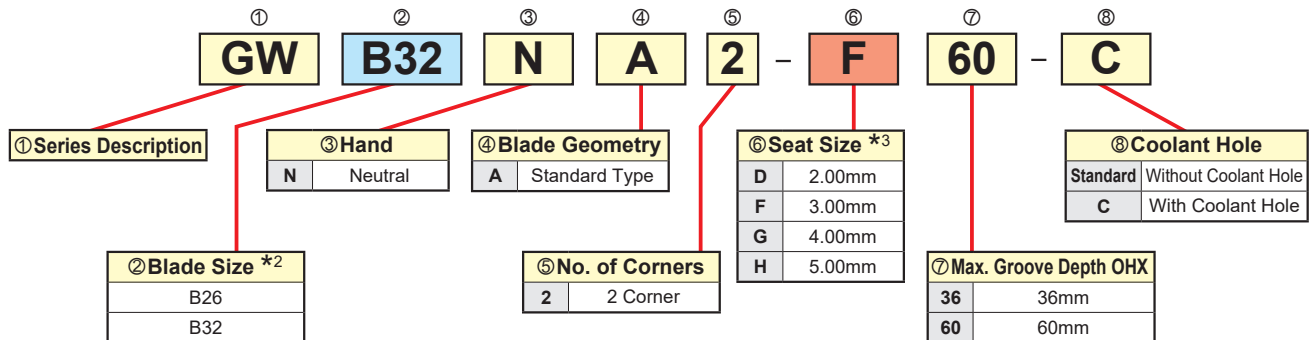 ① ② ③ ④ ⑤ ⑥ ⑦ ⑧
GW B32 N A 2 – F 60 – C
①Series Description
③Hand
N Neutral
④Blade Geometry
A Standard Type
⑥Seat Size *3
D 2.00mm
F 3.00mm
G 4.00mm
H 5.00mm
⑧Coolant Hole
Standard Without Coolant Hole
C With Coolant Hole
②Blade Size *2
B26
B32
⑤No. of Corners
2 2 Corner
⑦Max. Groove Depth OHX
36 36mm
60 60mm